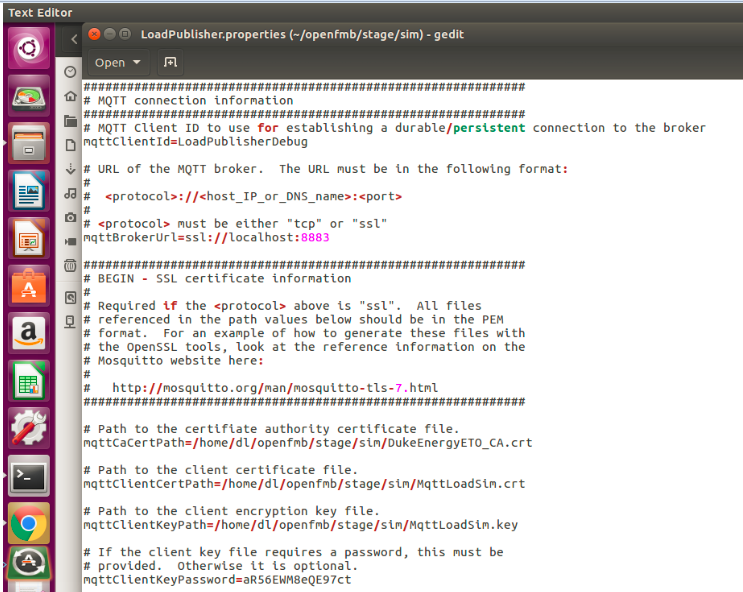 Text Editor
LoadPublisher.properties (~/openfmb/stage/sim) - gedit
Open
#############################################################
# MQTT connection information
#############################################################
# MQTT Client ID to use for establishing a durable/persistent connection to the broker
mqttClientId=LoadPublisherDebug
# URL of the MQTT broker.  The URL must be in the following format:
#
#  <protocol>://<host_IP_or_DNS_name>:<port>
#
# <protocol> must be either "tcp" or "ssl"
mqttBrokerUrl=ssl://localhost:8883
#############################################################
# BEGIN - SSL certificate information
#
# Required if the <protocol> above is "ssl".  All files
# referenced in the path values below should be in the PEM
# format.  For an example of how to generate these files with
# the OpenSSL tools, look at the reference information on the
# Mosquitto website here:
#
#   http://mosquitto.org/man/mosquitto-tls-7.html
#############################################################
# Path to the certifiate authority certificate file.
mqttCaCertPath=/home/dl/openfmb/stage/sim/DukeEnergyETO_CA.crt
# Path to the client certificate file.
mqttClientCertPath=/home/dl/openfmb/stage/sim/MqttLoadSim.crt
# Path to the client encryption key file.
mqttClientKeyPath=/home/dl/openfmb/stage/sim/MqttLoadSim.key
# If the client key file requires a password, this must be
# provided.  Otherwise it is optional.
mqttClientKeyPassword=aR56EWM8eQE97ct